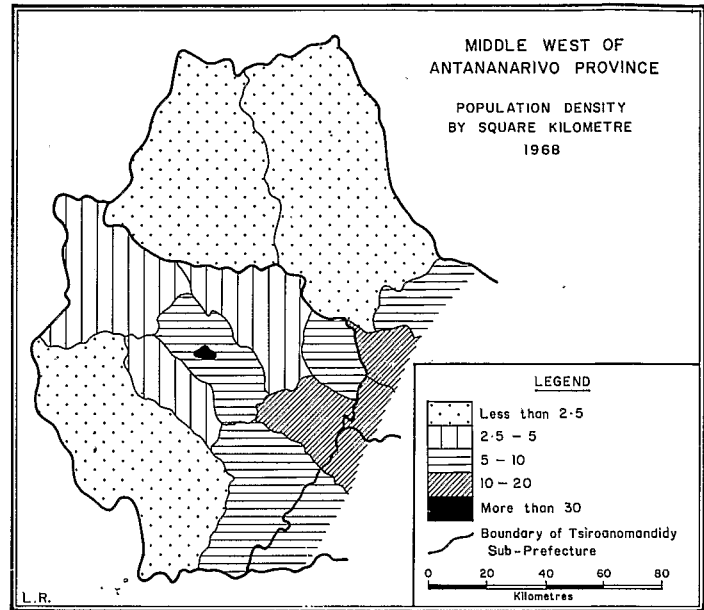 MIDDLE WEST OF
ANTANANARIVO PROVINCE
POPULATION DENSITY
BY SQUARE KILOMETRE
1968
LEGEND
Less than 2·5
2·5 – 5
5 – 10
10 – 20
More than 30
Boundary of Tsiroanomandidy
Sub-Prefecture
0 20 40 60 80
Kilometres
L.R.